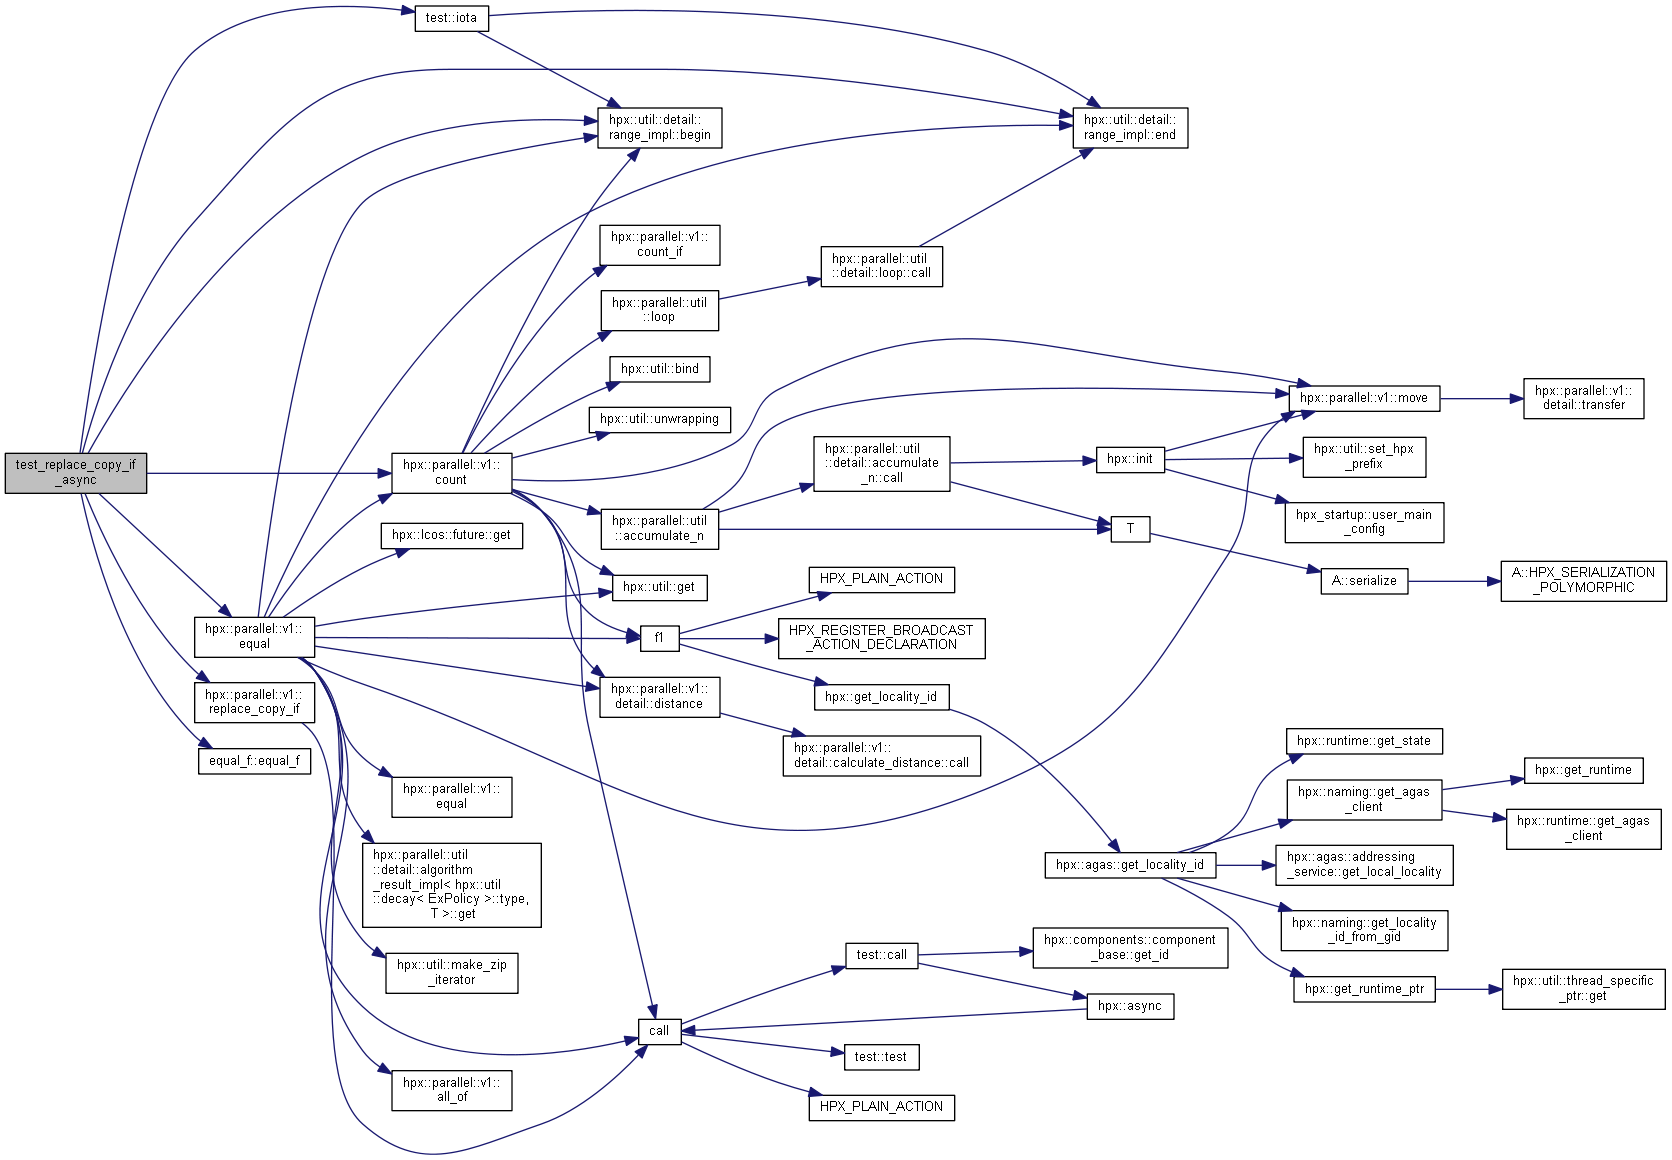 test::iota
hpx::util::detail::
range_impl::begin
hpx::util::detail::
range_impl::end
hpx::parallel::v1::
count_if
hpx::parallel::util
::detail::loop::call
hpx::parallel::util
::loop
hpx::util::bind
hpx::parallel::v1::move
hpx::parallel::v1::
detail::transfer
hpx::util::unwrapping
test_replace_copy_if
_async
hpx::parallel::v1::
count
hpx::parallel::util
::detail::accumulate
_n::call
hpx::init
hpx::util::set_hpx
_prefix
hpx_startup::user_main
_config
hpx::lcos::future::get
hpx::parallel::util
::accumulate_n
T
hpx::util::get
HPX_PLAIN_ACTION
A::serialize
A::HPX_SERIALIZATION
_POLYMORPHIC
hpx::parallel::v1::
equal
f1
HPX_REGISTER_BROADCAST
_ACTION_DECLARATION
hpx::parallel::v1::
replace_copy_if
hpx::parallel::v1::
detail::distance
hpx::get_locality_id
equal_f::equal_f
hpx::parallel::v1::
detail::calculate_distance::call
hpx::runtime::get_state
hpx::parallel::v1::
equal
hpx::naming::get_agas
_client
hpx::get_runtime
hpx::runtime::get_agas
_client
hpx::parallel::util
::detail::algorithm
_result_impl< hpx::util
::decay< ExPolicy >::type,
T >::get
hpx::agas::get_locality_id
hpx::agas::addressing
_service::get_local_locality
hpx::naming::get_locality
_id_from_gid
hpx::util::make_zip
_iterator
test::call
hpx::components::component
_base::get_id
hpx::get_runtime_ptr
hpx::util::thread_specific
_ptr::get
hpx::async
call
test::test
hpx::parallel::v1::
all_of
HPX_PLAIN_ACTION